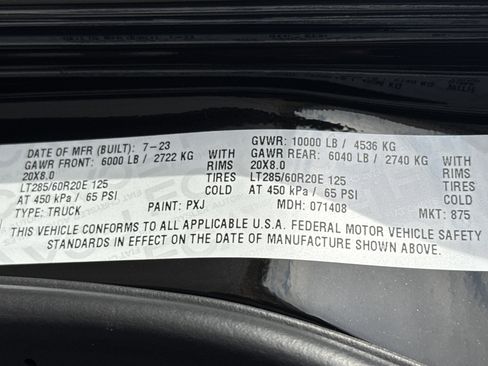 DATE OF MFR (BUILT): 7-23 GVWR: 10000 LB / 4536 KG
GAWR FRONT: 6000 LB / 2722 KG WITH GAWR REAR: 6040 LB / 2740 KG WITH
20X8.0 RIMS 20X8.0 RIMS
LT285/60R20E 125 TIRES LT285/60R20E 125 TIRES
AT 450 kPa / 65 PSI COLD AT 450 kPa / 65 PSI COLD
TYPE: TRUCK PAINT: PXJ MDH: 071408 MKT: 875
THIS VEHICLE CONFORMS TO ALL APPLICABLE U.S.A. FEDERAL MOTOR VEHICLE SAFETY
STANDARDS IN EFFECT ON THE DATE OF MANUFACTURE SHOWN ABOVE.